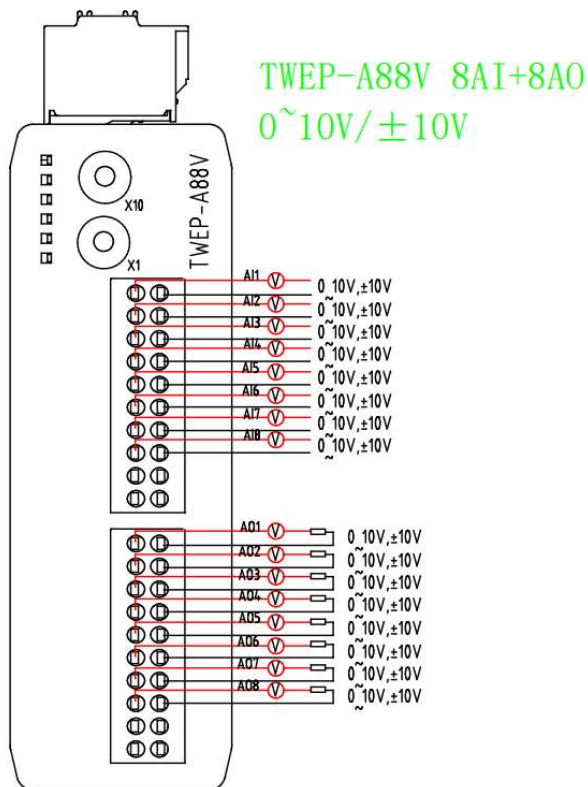 TWEP-A88V 8AI+8AO
0~10V/±10V
TWEP-A88V
X10
X1
AI1 V 0~10V,±10V
AI2 V 0~10V,±10V
AI3 V 0~10V,±10V
AI4 V 0~10V,±10V
AI5 V 0~10V,±10V
AI6 V 0~10V,±10V
AI7 V 0~10V,±10V
AI8 V 0~10V,±10V
AO1 V 0~10V,±10V
AO2 V 0~10V,±10V
AO3 V 0~10V,±10V
AO4 V 0~10V,±10V
AO5 V 0~10V,±10V
AO6 V 0~10V,±10V
AO7 V 0~10V,±10V
AO8 V 0~10V,±10V